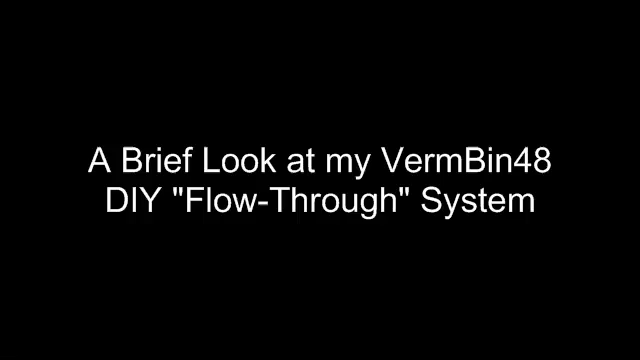 A Brief Look at my VermBin48
DIY "Flow-Through" System